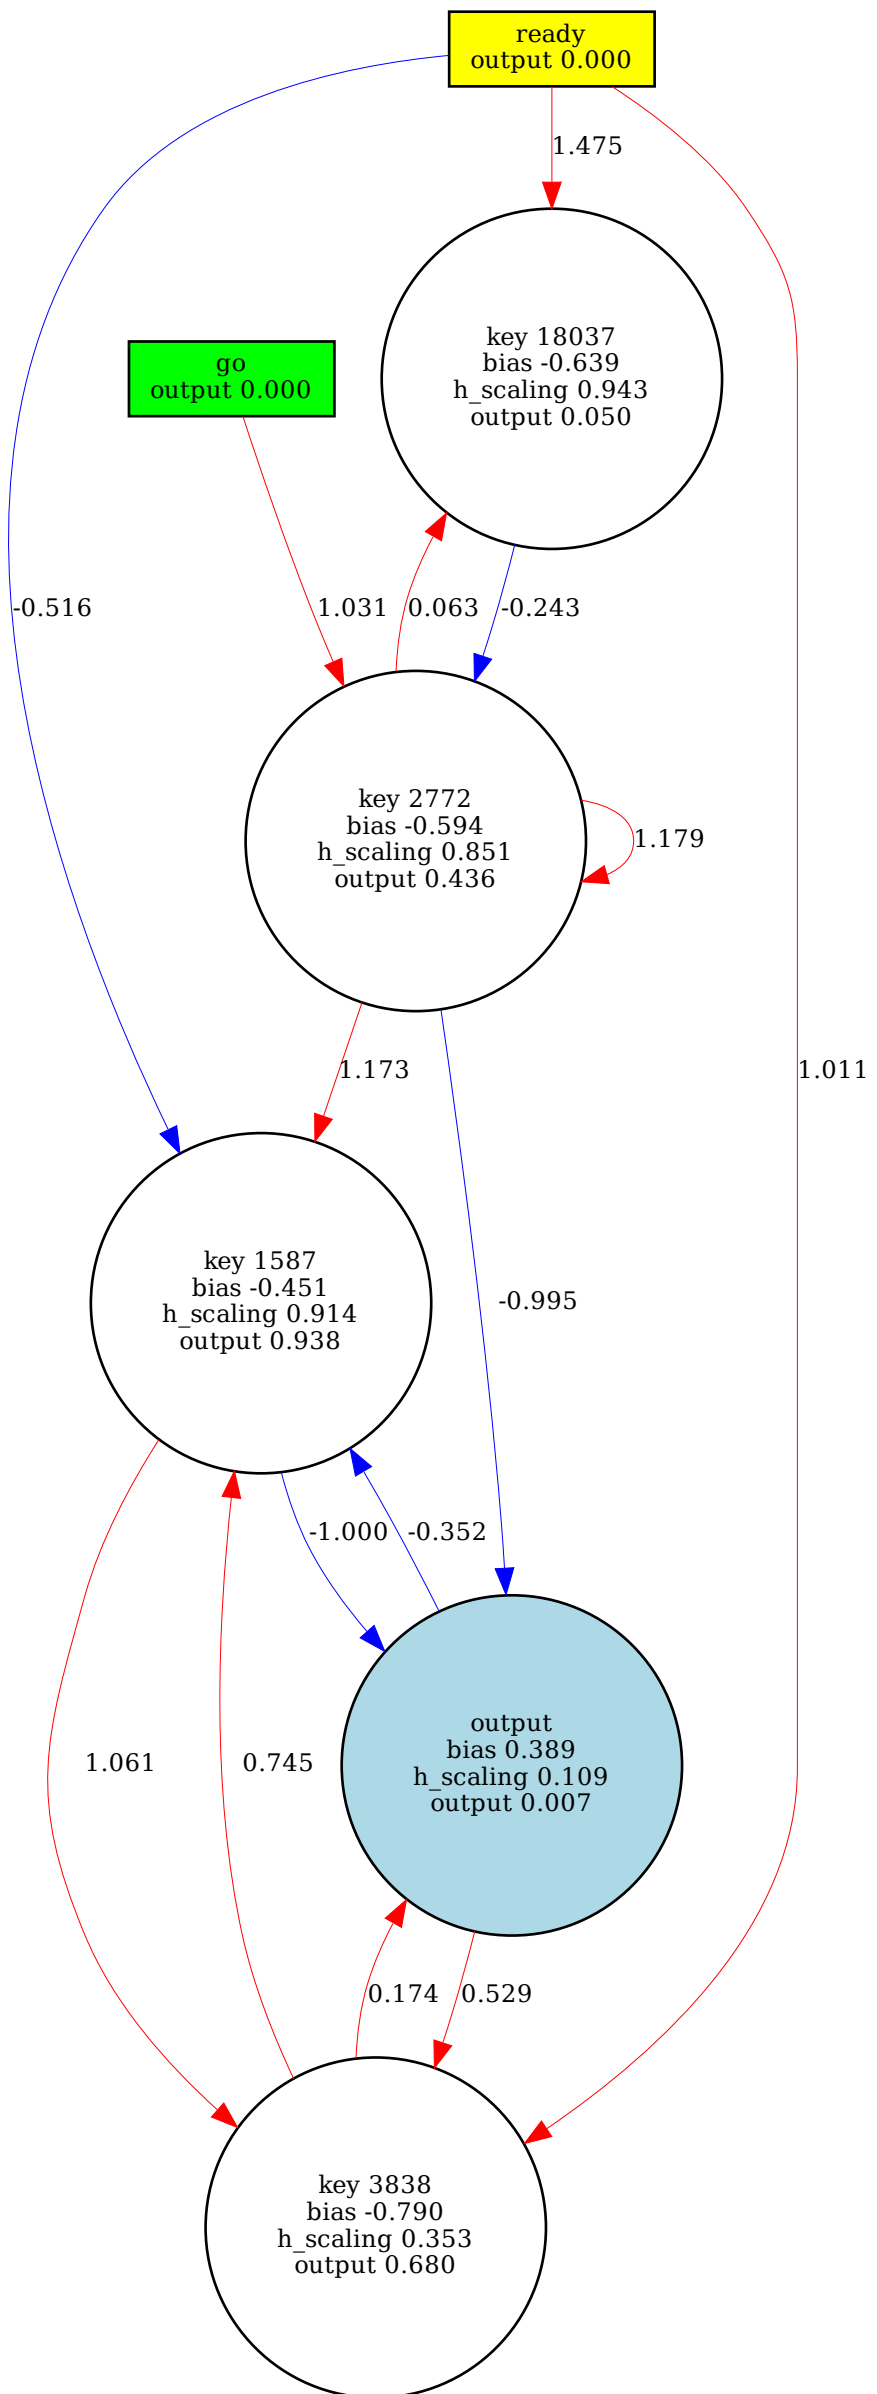 ready
output 0.000
1.475
go
output 0.000
key 18037
bias -0.639
h_scaling 0.943
output 0.050
-0.516
1.031
0.063
-0.243
key 2772
bias -0.594
h_scaling 0.851
output 0.436
1.179
1.173
1.011
key 1587
bias -0.451
h_scaling 0.914
output 0.938
-0.995
-1.000
-0.352
output
bias 0.389
h_scaling 0.109
output 0.007
1.061
0.745
0.174
0.529
key 3838
bias -0.790
h_scaling 0.353
output 0.680